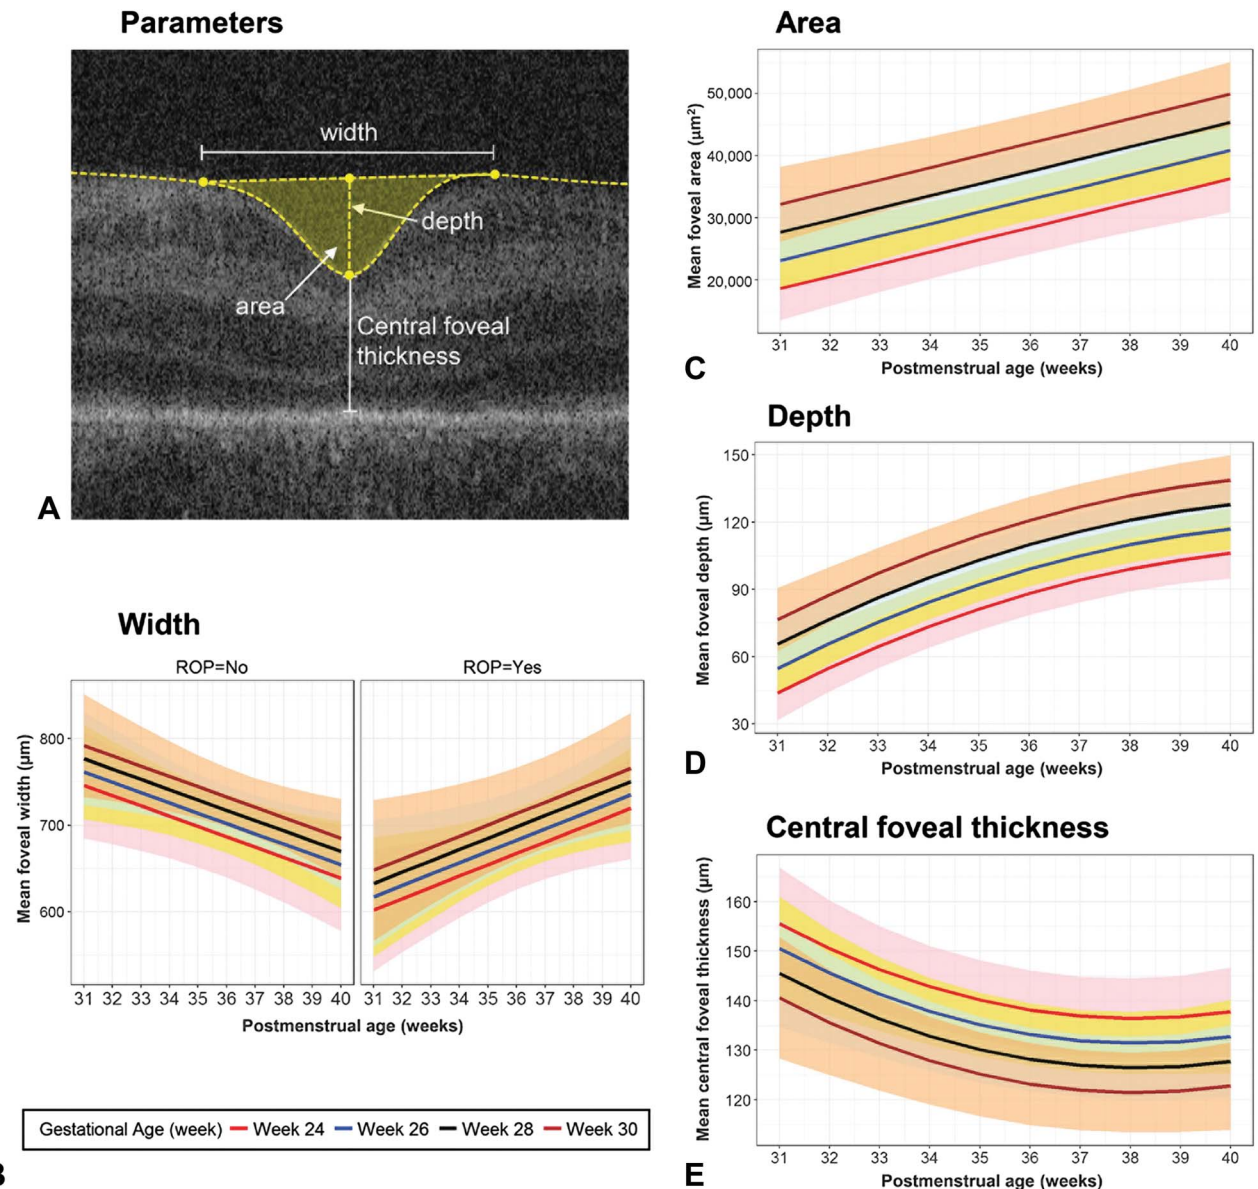 Parameters
width
depth
area
Central foveal
thickness
A
Width
ROP=No
ROP=Yes
Mean foveal width (µm)
800
700
600
31 32 33 34 35 36 37 38 39 40
31 32 33 34 35 36 37 38 39 40
Postmenstrual age (weeks)
Gestational Age (week) Week 24 Week 26 Week 28 Week 30
Area
Mean foveal area (µm²)
50,000
40,000
30,000
20,000
31 32 33 34 35 36 37 38 39 40
Postmenstrual age (weeks)
C
Depth
Mean foveal depth (µm)
150
120
90
60
30
31 32 33 34 35 36 37 38 39 40
Postmenstrual age (weeks)
D
Central foveal thickness
Mean central foveal thickness (µm)
160
150
140
130
120
31 32 33 34 35 36 37 38 39 40
Postmenstrual age (weeks)
E